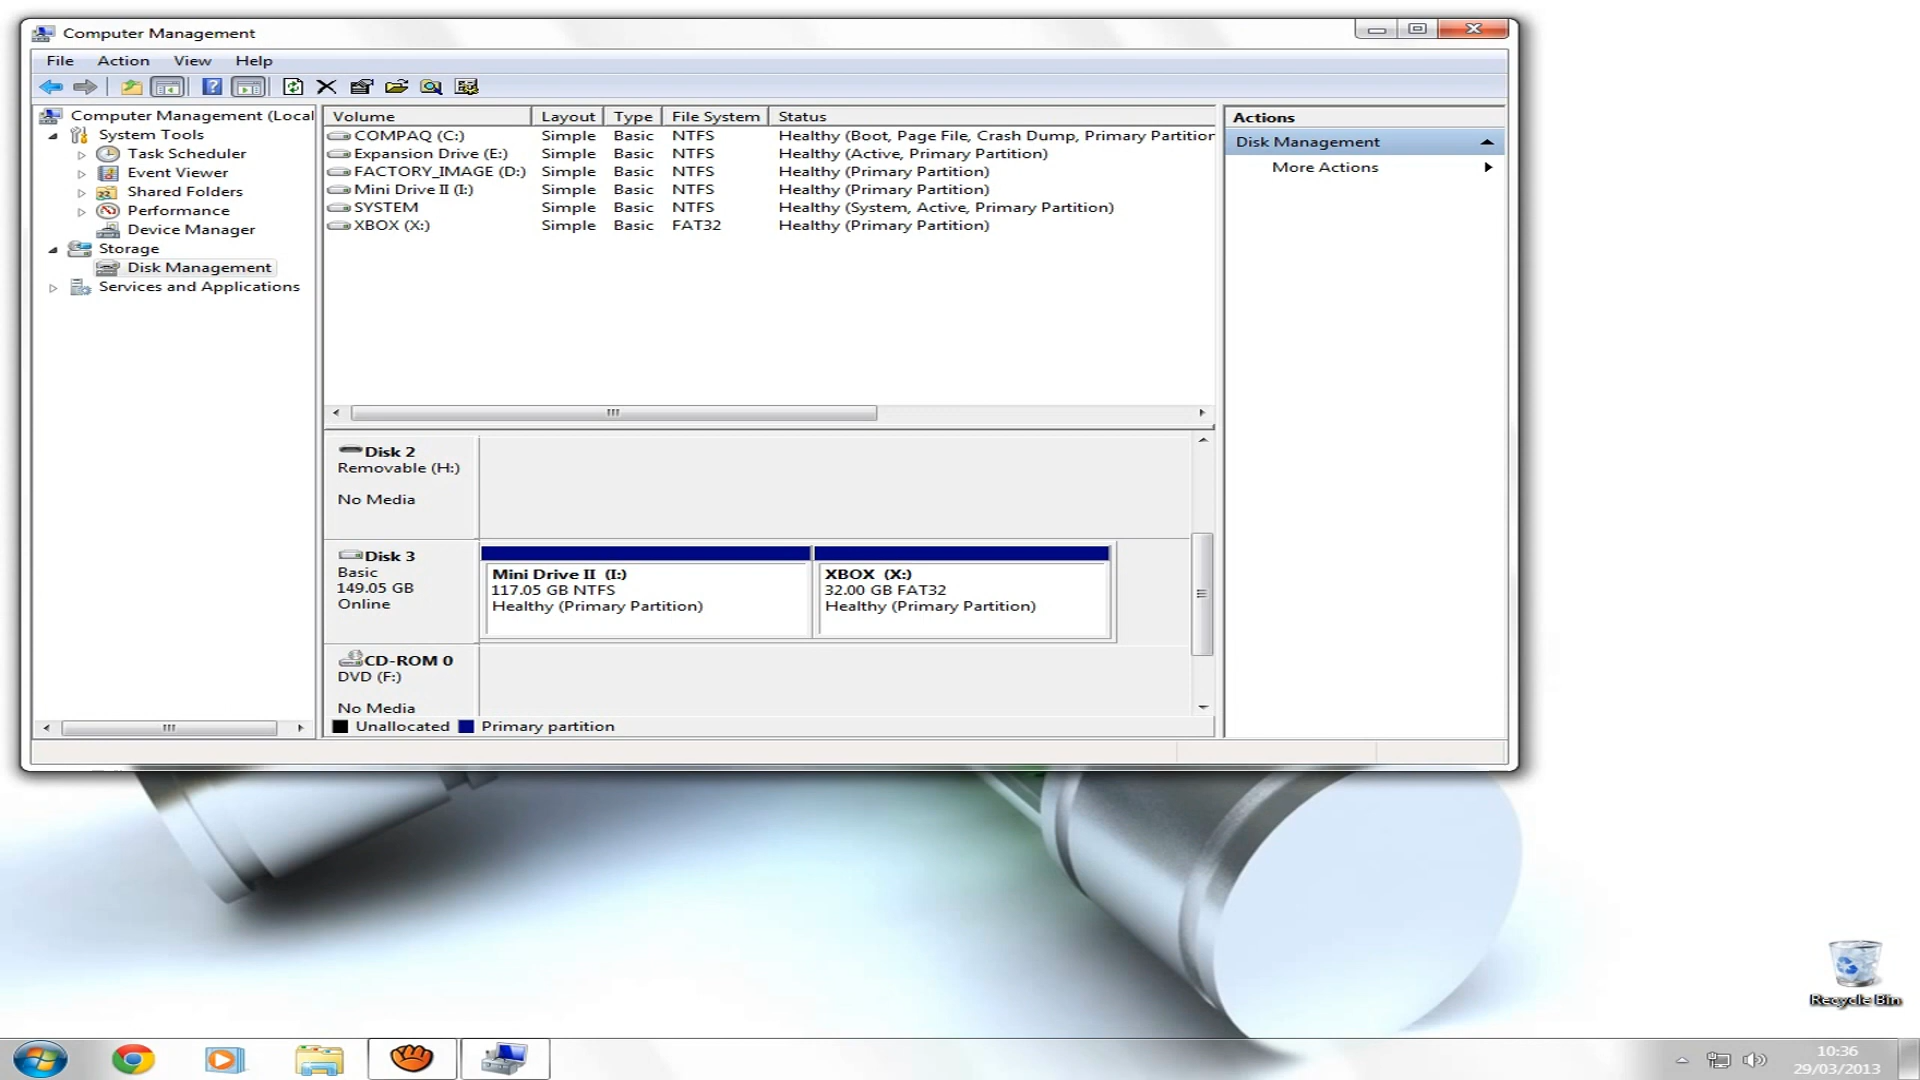 Computer Management
File Action View Help
Computer Management (Local
System Tools
Task Scheduler
Event Viewer
Shared Folders
Performance
Device Manager
Storage
Disk Management
Services and Applications
Volume Layout Type File System Status
COMPAQ (C:) Simple Basic NTFS Healthy (Boot, Page File, Crash Dump, Primary Partition
Expansion Drive (E:) Simple Basic NTFS Healthy (Active, Primary Partition)
FACTORY_IMAGE (D:) Simple Basic NTFS Healthy (Primary Partition)
Mini Drive II (I:) Simple Basic NTFS Healthy (Primary Partition)
SYSTEM Simple Basic NTFS Healthy (System, Active, Primary Partition)
XBOX (X:) Simple Basic FAT32 Healthy (Primary Partition)
Disk 2
Removable (H:)
No Media
Disk 3
Basic
149.05 GB
Online
Mini Drive II (I:)
117.05 GB NTFS
Healthy (Primary Partition)
XBOX (X:)
32.00 GB FAT32
Healthy (Primary Partition)
CD-ROM 0
DVD (F:)
No Media
Unallocated Primary partition
Actions
Disk Management
More Actions
Recycle Bin
10:36
29/03/2013